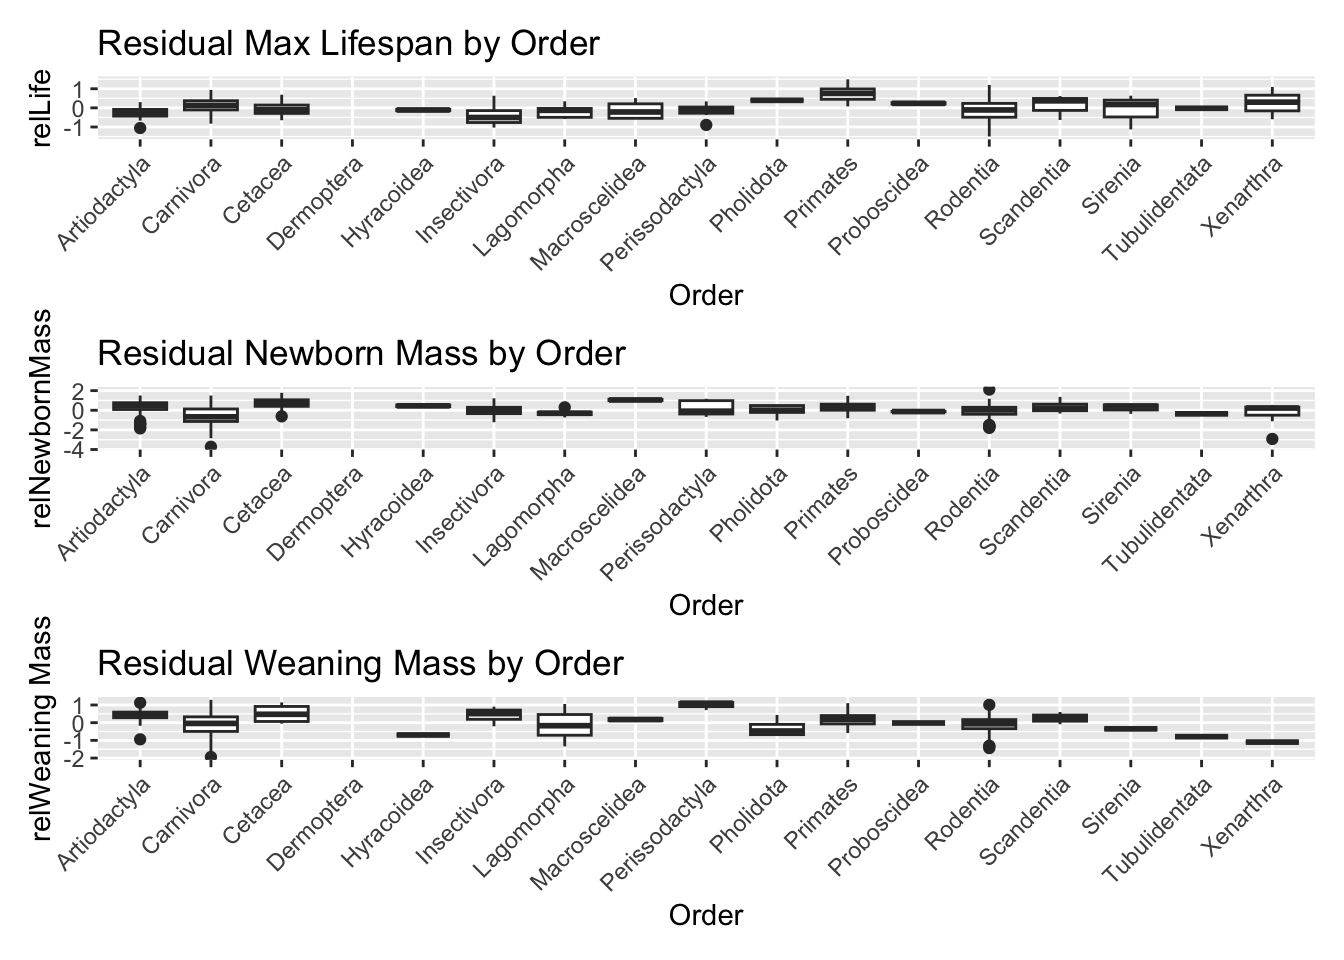 Residual Max Lifespan by Order
relLife
1
0
-1
Artiodactyla
Carnivora
Cetacea
Dermoptera
Hyracoidea
Insectivora
Lagomorpha
Macroscelidea
Perissodactyla
Pholidota
Primates
Proboscidea
Rodentia
Scandentia
Sirenia
Tubulidentata
Xenarthra
Order
Residual Newborn Mass by Order
relNewbornMass
2
0
-2
-4
Artiodactyla
Carnivora
Cetacea
Dermoptera
Hyracoidea
Insectivora
Lagomorpha
Macroscelidea
Perissodactyla
Pholidota
Primates
Proboscidea
Rodentia
Scandentia
Sirenia
Tubulidentata
Xenarthra
Order
Residual Weaning Mass by Order
relWeaning Mass
1
0
-1
-2
Artiodactyla
Carnivora
Cetacea
Dermoptera
Hyracoidea
Insectivora
Lagomorpha
Macroscelidea
Perissodactyla
Pholidota
Primates
Proboscidea
Rodentia
Scandentia
Sirenia
Tubulidentata
Xenarthra
Order